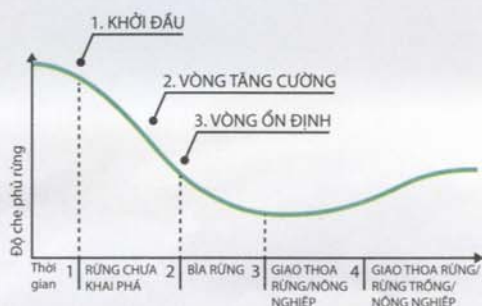 1. KHỞI ĐẦU
2. VÒNG TĂNG CƯỜNG
3. VÒNG ỔN ĐỊNH
Độ che phủ rừng
Thời gian
1
RỪNG CHƯA KHAI PHÁ
2
BÌA RỪNG
3
GIAO THOA RỪNG/NÔNG NGHIỆP
4
GIAO THOA RỪNG/ RỪNG TRỒNG/ NÔNG NGHIỆP